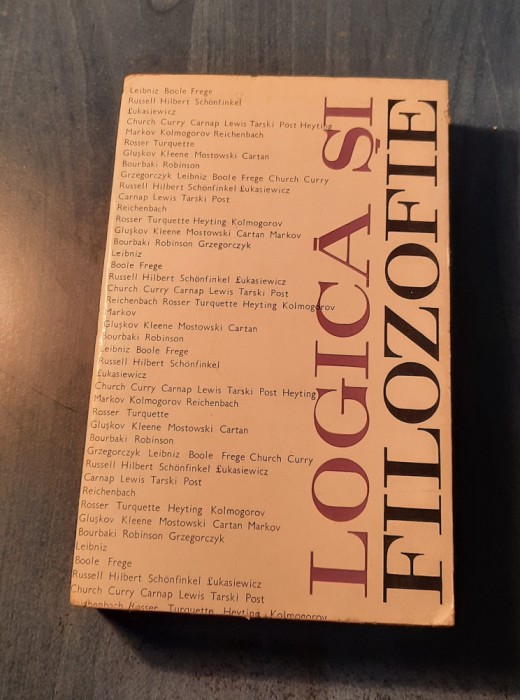 Leibniz Boole Frege
Russell Hilbert Schönfinkel
Łukasiewicz
Church Curry Carnap Lewis Tarski Post Heyting
Markov Kolmogorov Reichenbach
Rosser Turquette
Gluşkov Kleene Mostowski Cartan
Bourbaki Robinson
Grzegorczyk Leibniz Boole Frege Church Curry
Russell Hilbert Schönfinkel Łukasiewicz
Carnap Lewis Tarski Post
Reichenbach
Rosser Turquette Heyting Kolmogorov
Gluşkov Kleene Mostowski Cartan Markov
Bourbaki Robinson Grzegorczyk
Leibniz
Boole Frege
Russell Hilbert Schönfinkel Łukasiewicz
Church Curry Carnap Lewis Tarski Post
Reichenbach Rosser Turquette Heyting Kolmogorov
Markov
Gluşkov Kleene Mostowski Cartan
Bourbaki Robinson
Leibniz Boole Frege
Russell Hilbert Schönfinkel
Łukasiewicz
Church Curry Carnap Lewis Tarski Post Heyting
Markov Kolmogorov Reichenbach
Rosser Turquette
Gluşkov Kleene Mostowski Cartan
Bourbaki Robinson
Grzegorczyk Leibniz Boole Frege Church Curry
Russell Hilbert Schönfinkel Łukasiewicz
Carnap Lewis Tarski Post
Reichenbach
Rosser Turquette Heyting Kolmogorov
Gluşkov Kleene Mostowski Cartan Markov
Bourbaki Robinson Grzegorczyk
Leibniz
Boole Frege
Russell Hilbert Schönfinkel Łukasiewicz
Church Curry Carnap Lewis Tarski Post
Rosser Turquette Heyting Kolmogorov
LOGICĂ ŞI
FILOZOFIE